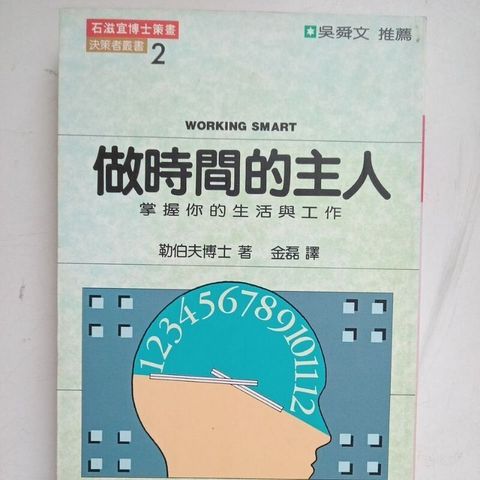 石滋宜博士策畫
決策者叢書 2
吳舜文 推薦
WORKING SMART
做時間的主人
掌握你的生活與工作
勒伯夫博士 著 金磊 譯
123456789101112